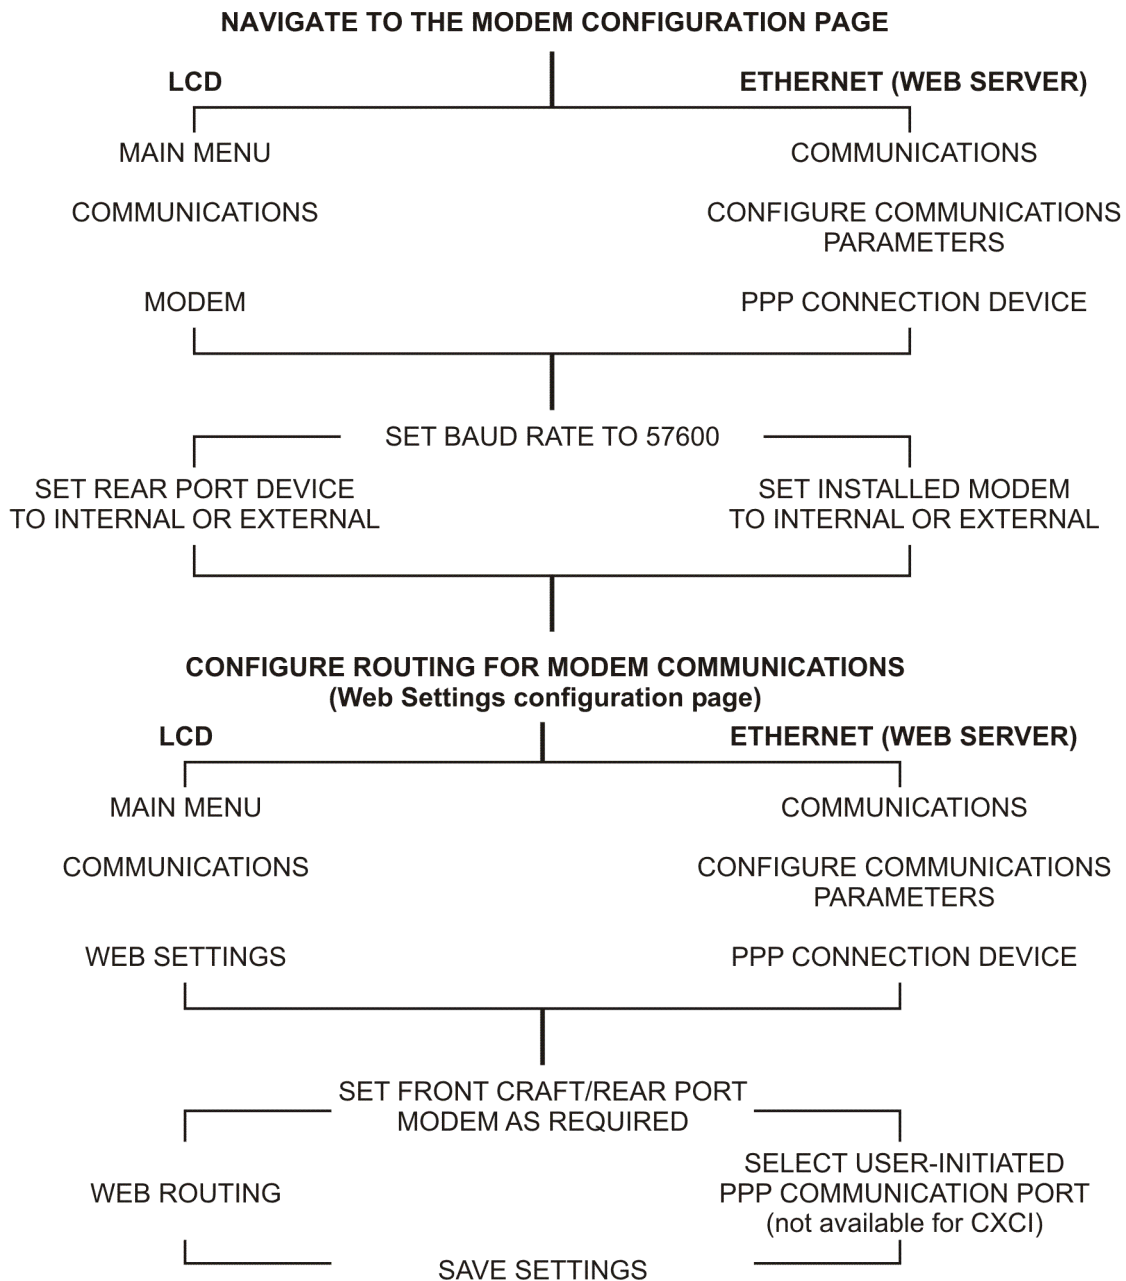 NAVIGATE TO THE MODEM CONFIGURATION PAGE
LCD
ETHERNET (WEB SERVER)
MAIN MENU
COMMUNICATIONS
COMMUNICATIONS
CONFIGURE COMMUNICATIONS
PARAMETERS
MODEM
PPP CONNECTION DEVICE
SET BAUD RATE TO 57600
SET REAR PORT DEVICE
TO INTERNAL OR EXTERNAL
SET INSTALLED MODEM
TO INTERNAL OR EXTERNAL
CONFIGURE ROUTING FOR MODEM COMMUNICATIONS
(Web Settings configuration page)
LCD
ETHERNET (WEB SERVER)
MAIN MENU
COMMUNICATIONS
COMMUNICATIONS
CONFIGURE COMMUNICATIONS
PARAMETERS
WEB SETTINGS
PPP CONNECTION DEVICE
SET FRONT CRAFT/REAR PORT
MODEM AS REQUIRED
WEB ROUTING
SELECT USER-INITIATED
PPP COMMUNICATION PORT
(not available for CXCI)
SAVE SETTINGS